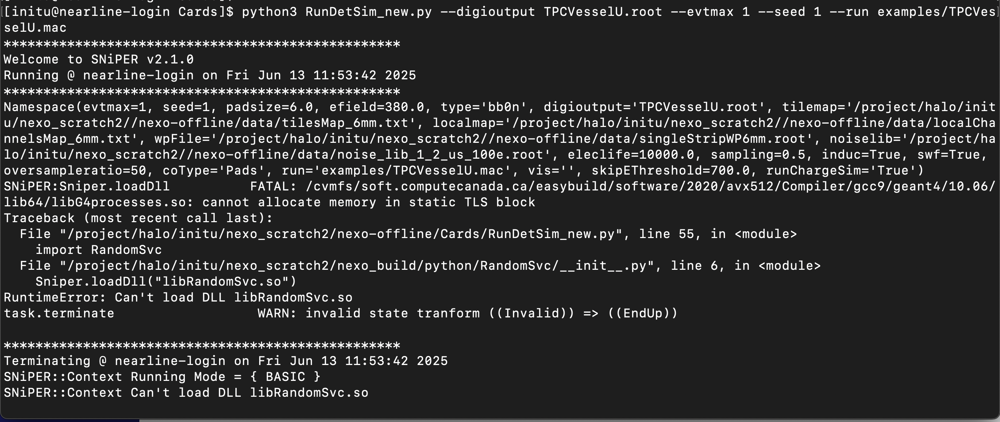 [[initu@nearline-login Cards]$ python3 RunDetSim_new.py --digioutput TPCVesselU.root --evtmax 1 --seed 1 --run examples/TPCVes]
selU.mac
**************************************************
Welcome to SNiPER v2.1.0
Running @ nearline-login on Fri Jun 13 11:53:42 2025
**************************************************
Namespace(evtmax=1, seed=1, padsize=6.0, efield=380.0, type='bb0n', digioutput='TPCVesselU.root', tilemap='/project/halo/init
u/nexo_scratch2//nexo-offline/data/tilesMap_6mm.txt', localmap='/project/halo/initu/nexo_scratch2//nexo-offline/data/localCha
nnelsMap_6mm.txt', wpFile='/project/halo/initu/nexo_scratch2//nexo-offline/data/singleStripWP6mm.root', noiselib='/project/ha
lo/initu/nexo_scratch2//nexo-offline/data/noise_lib_1_2_us_100e.root', eleclife=10000.0, sampling=0.5, induc=True, swf=True,
oversampleratio=50, coType='Pads', run='examples/TPCVesselU.mac', vis='', skipEThreshold=700.0, runChargeSim='True')
SNiPER:Sniper.loadDll          FATAL: /cvmfs/soft.computecanada.ca/easybuild/software/2020/avx512/Compiler/gcc9/geant4/10.06/
lib64/libG4processes.so: cannot allocate memory in static TLS block
Traceback (most recent call last):
  File "/project/halo/initu/nexo_scratch2/nexo-offline/Cards/RunDetSim_new.py", line 55, in <module>
    import RandomSvc
  File "/project/halo/initu/nexo_scratch2/nexo_build/python/RandomSvc/__init__.py", line 6, in <module>
    Sniper.loadDll("libRandomSvc.so")
RuntimeError: Can't load DLL libRandomSvc.so
task.terminate                  WARN: invalid state tranform ((Invalid)) => ((EndUp))
**************************************************
Terminating @ nearline-login on Fri Jun 13 11:53:42 2025
SNiPER::Context Running Mode = { BASIC }
SNiPER::Context Can't load DLL libRandomSvc.so